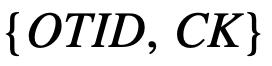 {OTID, CK}